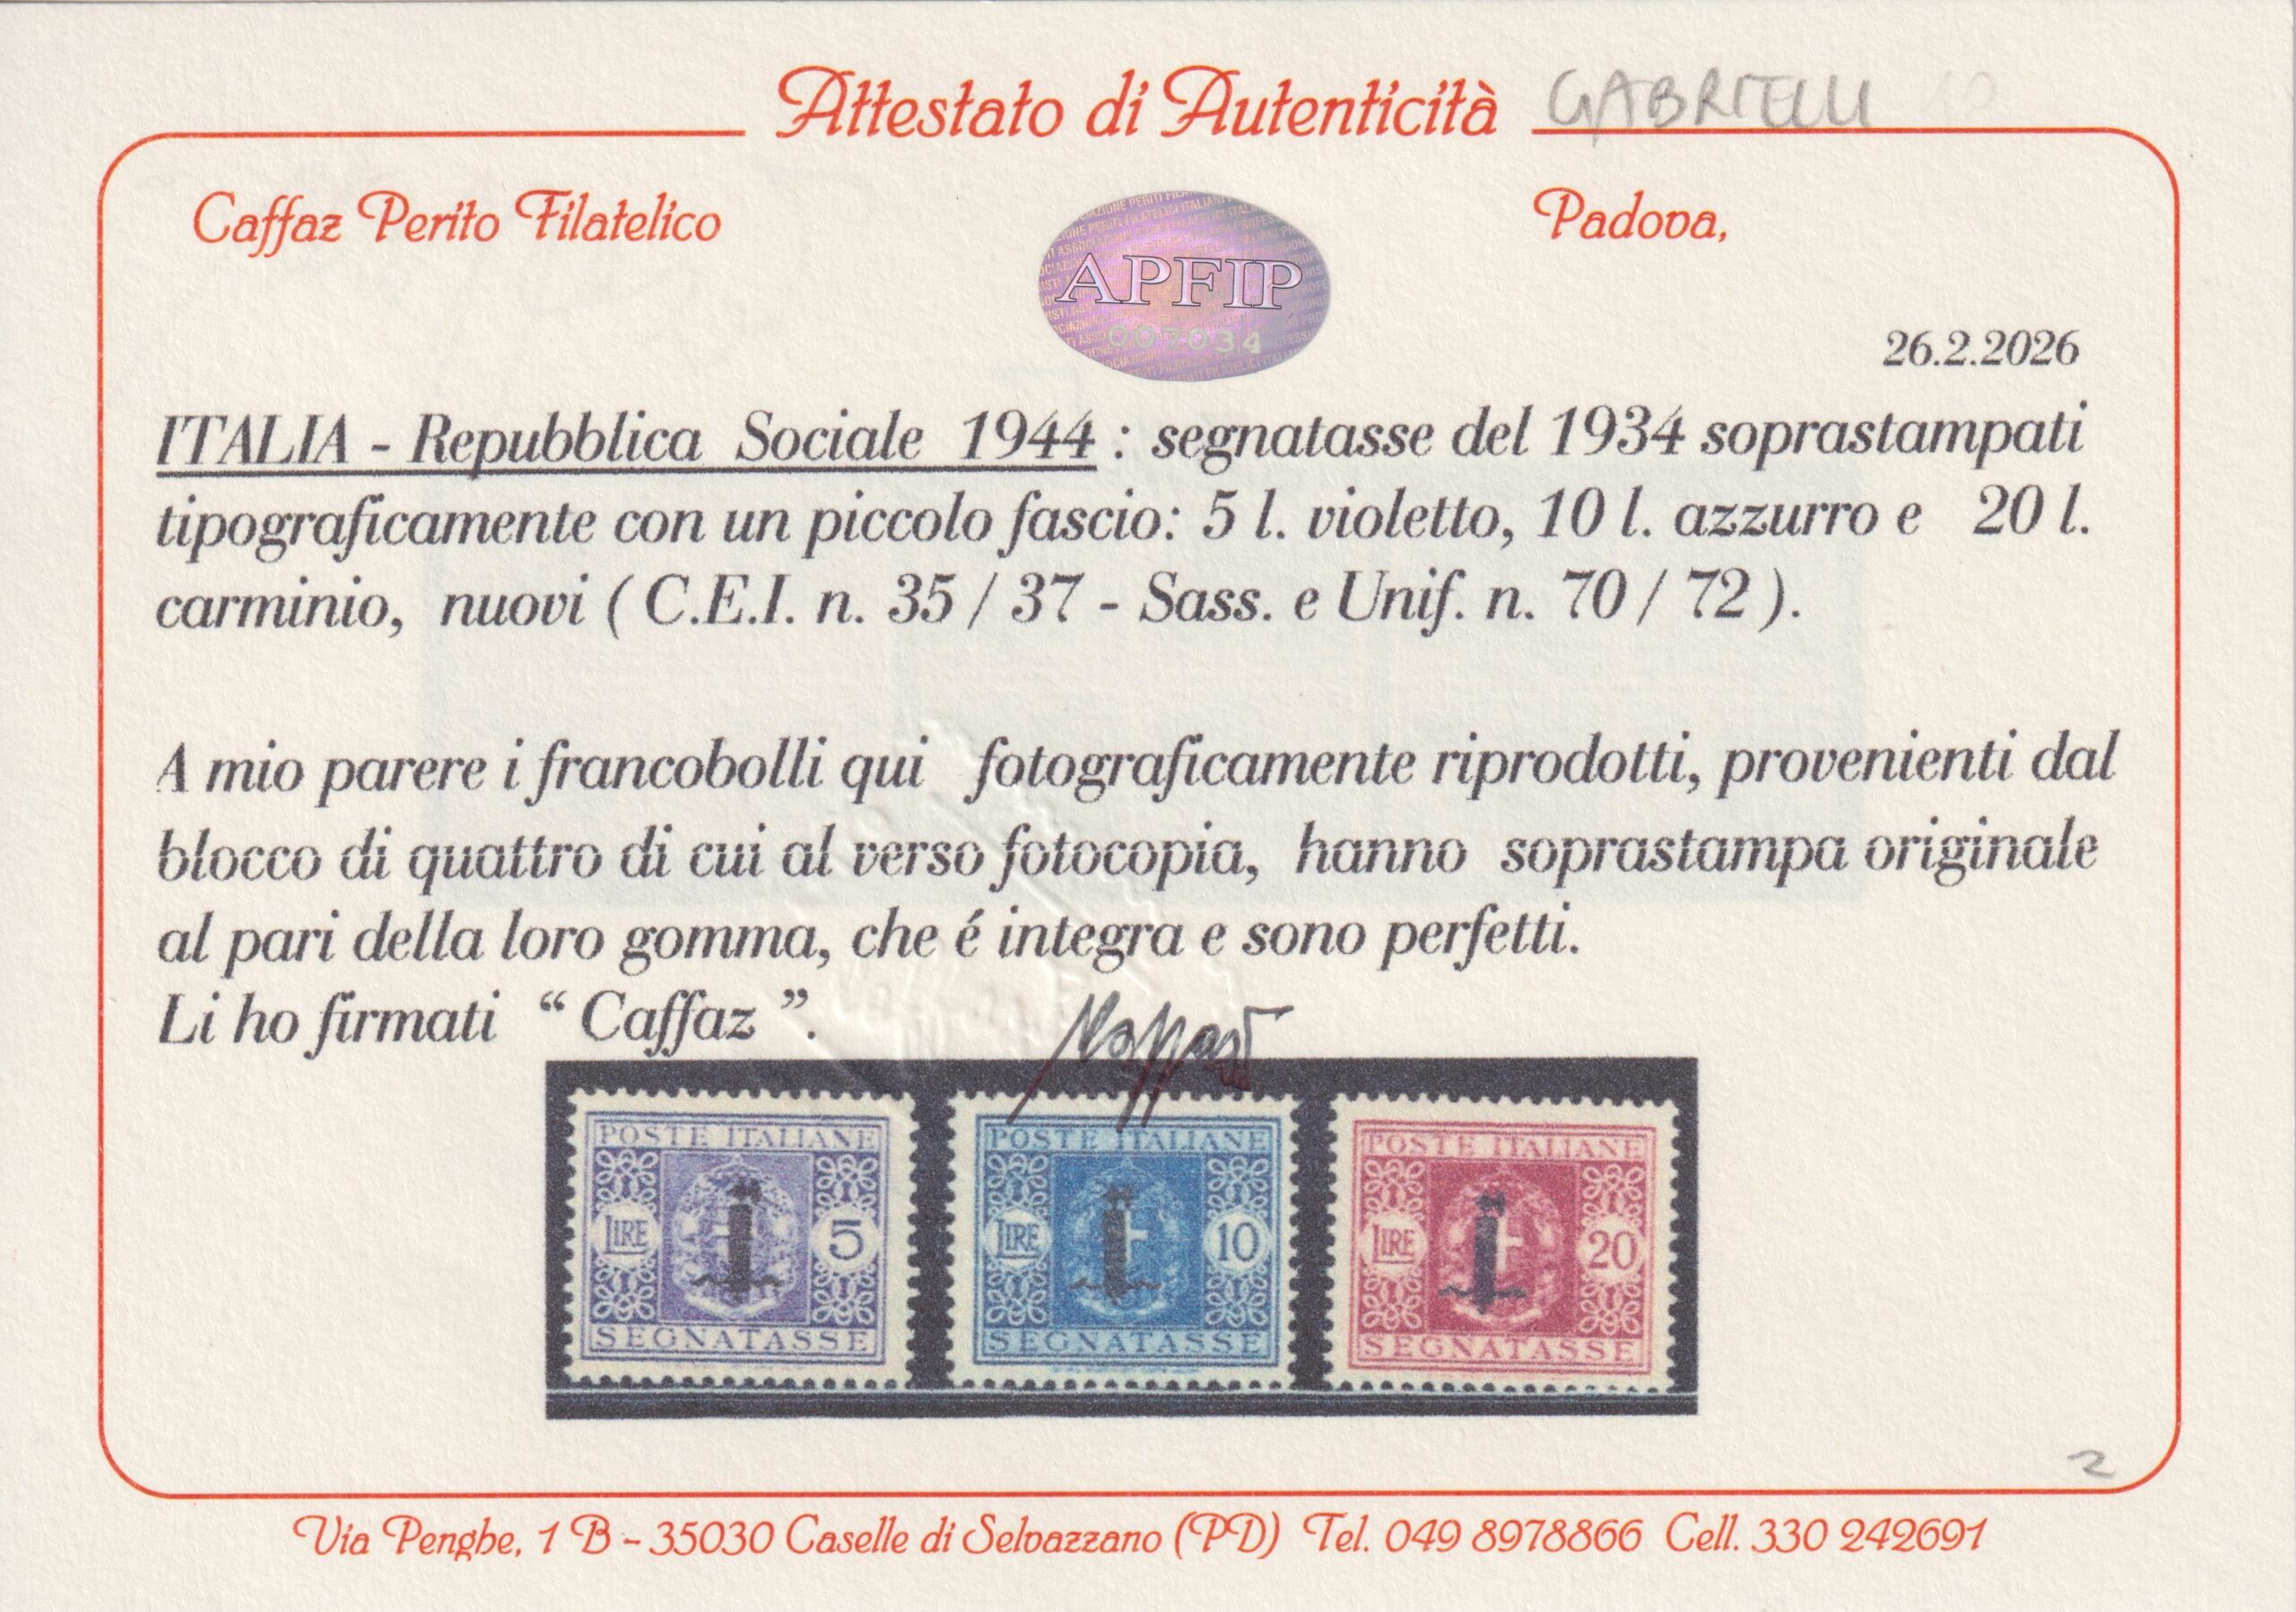 Attestato di Autenticità GABRIELLI
Caffaz Perito Filatelico
Padova,
APFIP
007034
26.2.2026
ITALIA - Repubblica Sociale 1944 : segnatasse del 1934 soprastampati
tipograficamente con un piccolo fascio: 5 l. violetto, 10 l. azzurro e 20 l.
carminio, nuovi ( C.E.I. n. 35 / 37 - Sass. e Unif. n. 70 / 72 ).
A mio parere i francobolli qui fotograficamente riprodotti, provenienti dal
blocco di quattro di cui al verso fotocopia, hanno soprastampa originale
al pari della loro gomma, che é integra e sono perfetti.
Li ho firmati “ Caffaz ”.
Caffaz
POSTE ITALIANE POSTE ITALIANE POSTE ITALIANE
LIRE 5 LIRE 10 LIRE 20
SEGNATASSE SEGNATASSE SEGNATASSE
2
Via Penghe, 1 B - 35030 Caselle di Selvazzano (PD) Tel. 049 8978866 Cell. 330 242691